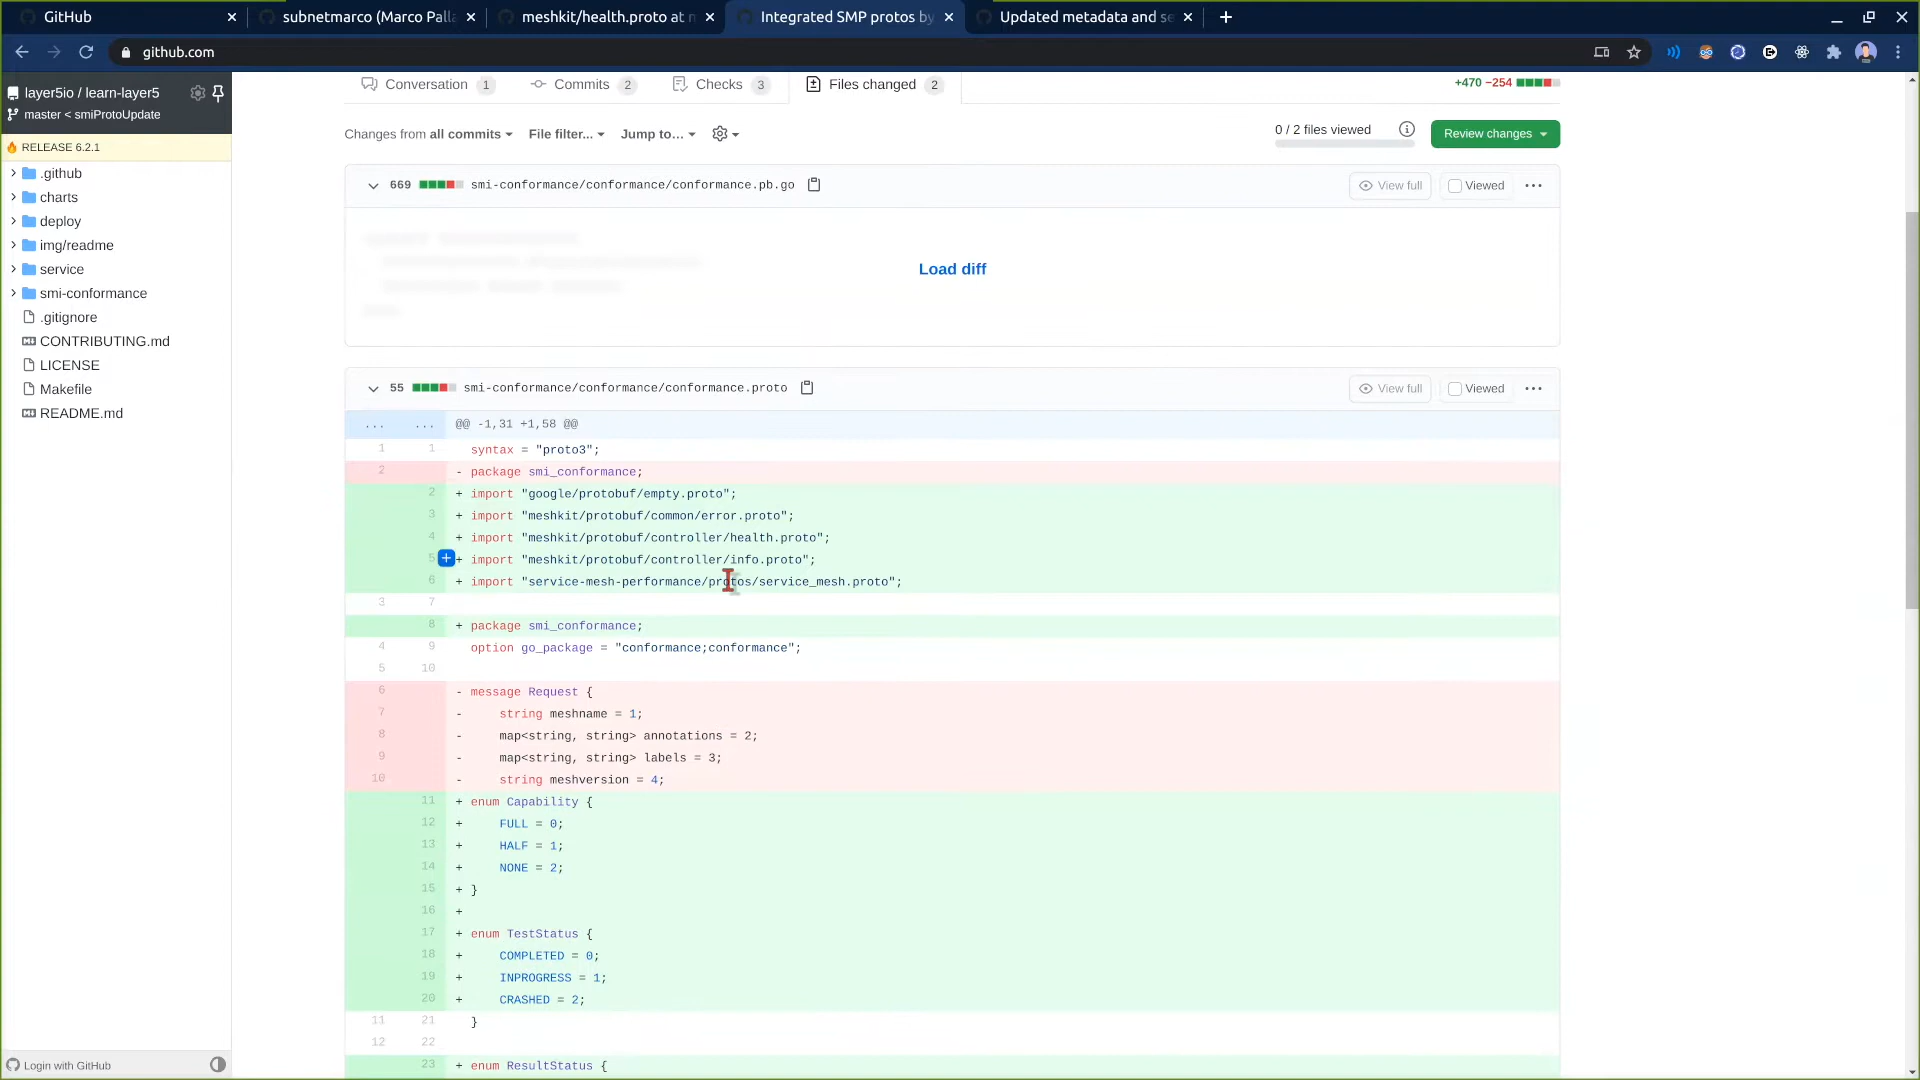 GitHub
subnetmarco (Marco Palla
meshkit/health.proto at m
Integrated SMP protos by
Updated metadata and se
github.com
layer5io / learn-layer5
master < smiProtoUpdate
RELEASE 6.2.1
.github
charts
deploy
img/readme
service
smi-conformance
.gitignore
CONTRIBUTING.md
LICENSE
Makefile
README.md
Login with GitHub
Conversation 1
Commits 2
Checks 3
Files changed 2
+470 −254
Changes from all commits
File filter...
Jump to...
0 / 2 files viewed
Review changes
669 smi-conformance/conformance/conformance.pb.go
View full
Viewed
Load diff
55 smi-conformance/conformance/conformance.proto
View full
Viewed
... ... @@ -1,31 +1,58 @@
1 1 syntax = "proto3";
2 - package smi_conformance;
2 + import "google/protobuf/empty.proto";
3 + import "meshkit/protobuf/common/error.proto";
4 + import "meshkit/protobuf/controller/health.proto";
5 + import "meshkit/protobuf/controller/info.proto";
6 + import "service-mesh-performance/protos/service_mesh.proto";
3 7
8 + package smi_conformance;
4 9 option go_package = "conformance;conformance";
5 10
6 - message Request {
7 - string meshname = 1;
8 - map<string, string> annotations = 2;
9 - map<string, string> labels = 3;
10 - string meshversion = 4;
11 + enum Capability {
12 + FULL = 0;
13 + HALF = 1;
14 + NONE = 2;
15 + }
16 +
17 + enum TestStatus {
18 + COMPLETED = 0;
19 + INPROGRESS = 1;
20 + CRASHED = 2;
11 21 }
12 22
23 + enum ResultStatus {